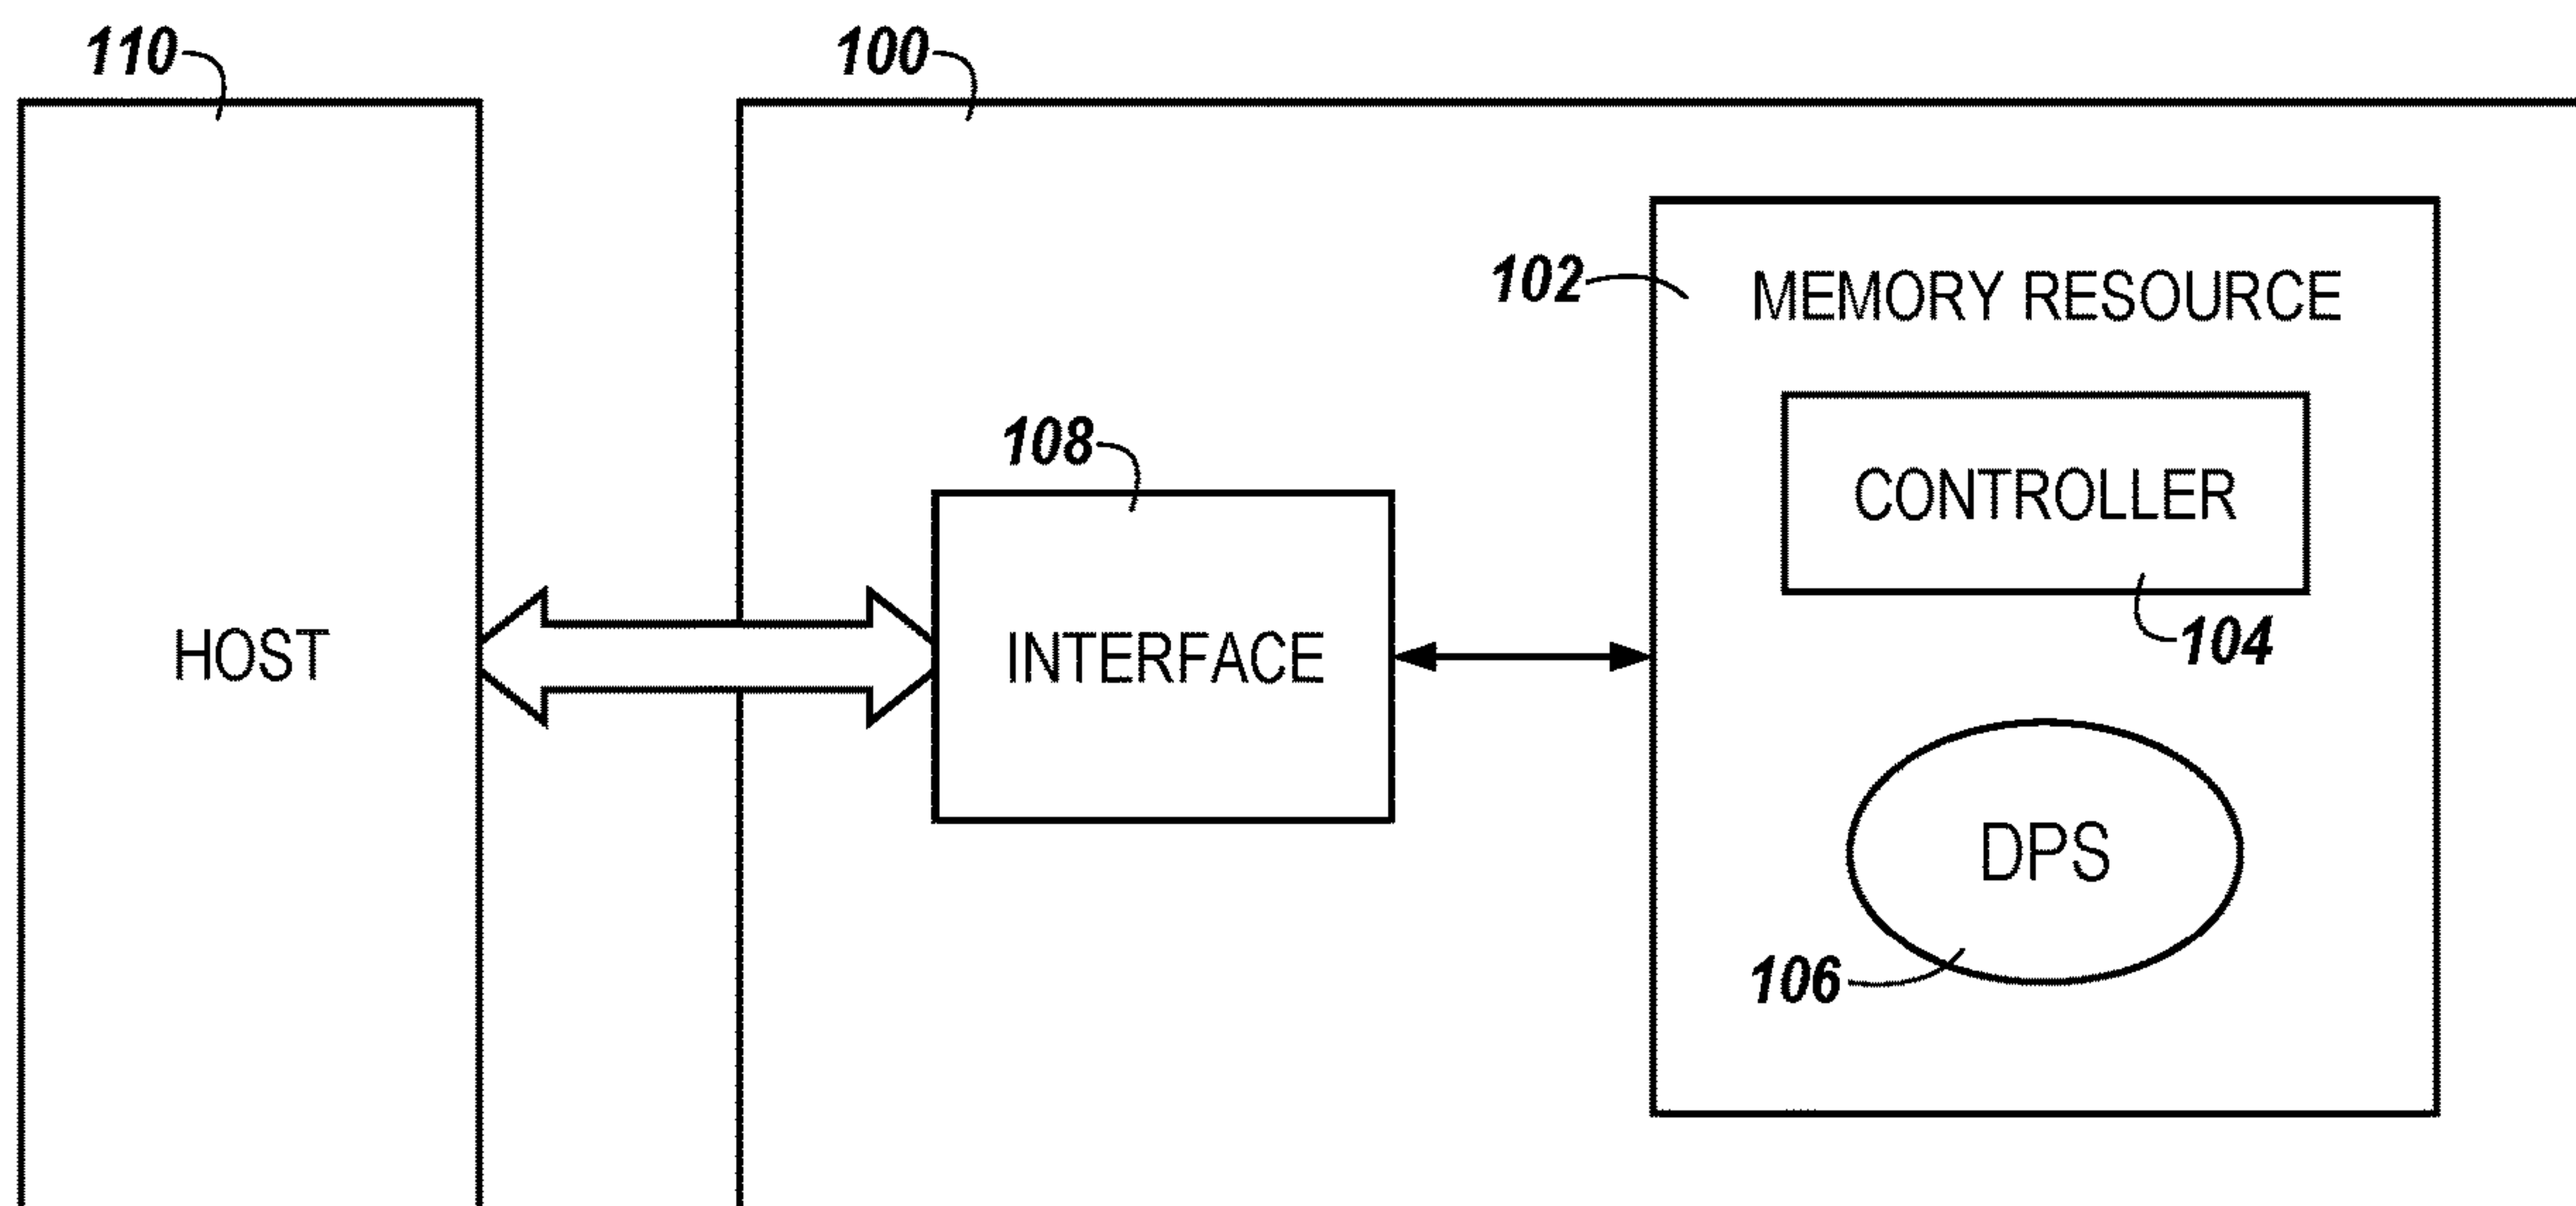 110
100
102
MEMORY RESOURCE
108
CONTROLLER
104
HOST
INTERFACE
DPS
106